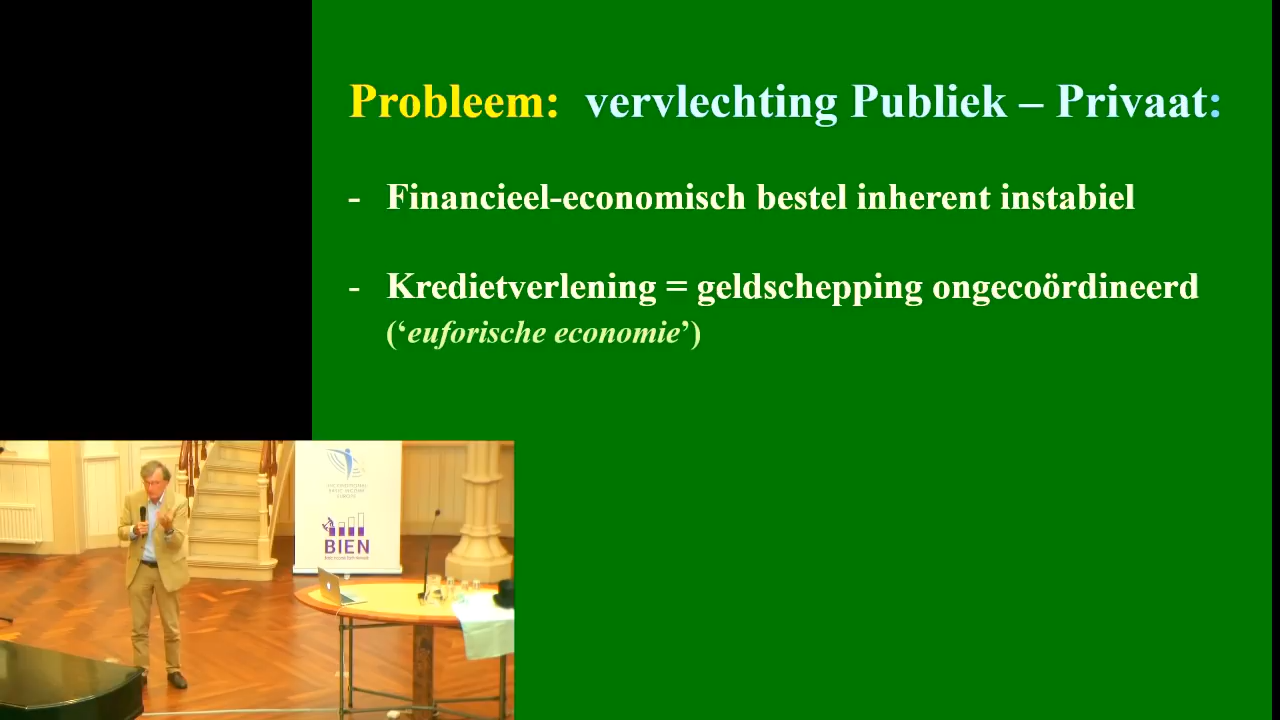 Probleem: vervlechting Publiek – Privaat:
- Financieel-economisch bestel inherent instabiel
- Kredietverlening = geldschepping ongecoördineerd
(‘euforische economie’)
BIEN